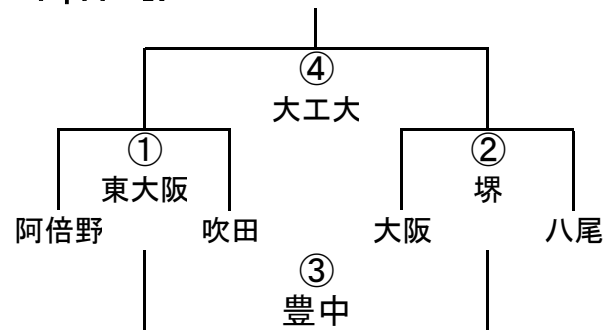 ④
大工大
① ②
東大阪 堺
阿倍野 吹田 大阪 八尾
③
豊中